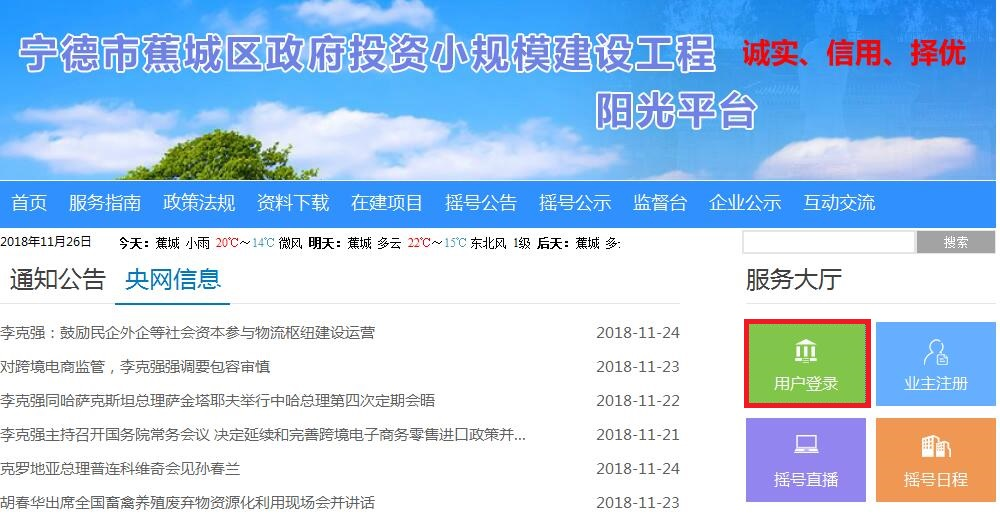 宁德市蕉城区政府投资小规模建设工程 诚实、信用、择优
阳光平台
首页 服务指南 政策法规 资料下载 在建项目 摇号公告 摇号公示 监督台 企业公示 互动交流
2018年11月26日 今天：蕉城 小雨 20℃～14℃ 微风 明天：蕉城 多云 22℃～15℃ 东北风 1级 后天：蕉城 多 搜索
通知公告 央网信息 服务大厅
李克强：鼓励民企外企等社会资本参与物流枢纽建设运营 2018-11-24
对跨境电商监管，李克强强调要包容审慎 2018-11-23
李克强同哈萨克斯坦总理萨金塔耶夫举行中哈总理第四次定期会晤 2018-11-22
李克强主持召开国务院常务会议 决定延续和完善跨境电子商务零售进口政策并... 2018-11-21
克罗地亚总理普连科维奇会见孙春兰 2018-11-24
胡春华出席全国畜禽养殖废弃物资源化利用现场会并讲话 2018-11-23
用户登录 业主注册
摇号直播 摇号日程